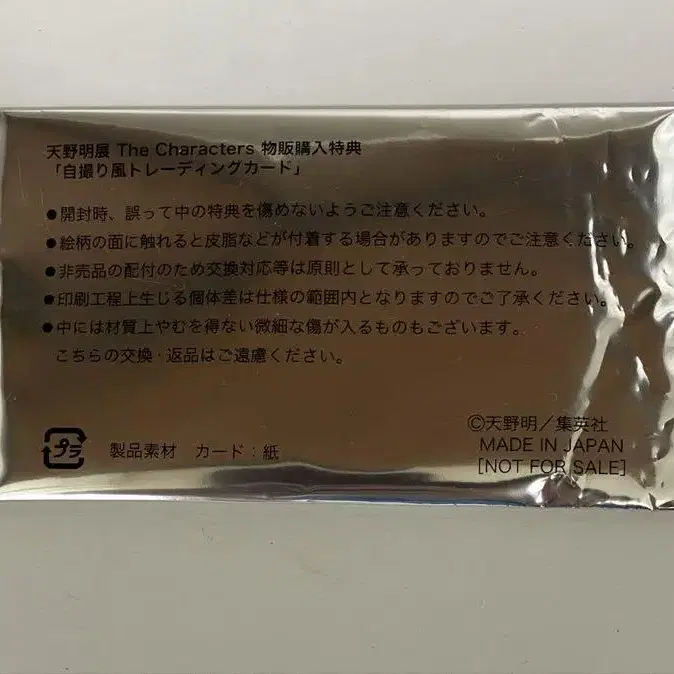 天野明展 The Characters 物販購入特典
「自撮り風トレーディングカード」
●開封時、誤って中の特典を傷めないようご注意ください。
●絵柄の面に触れると皮脂などが付着する場合がありますのでご注意ください。
●非売品の配付のため交換対応等は原則として承っておりません。
●印刷工程上生じる個体差は仕様の範囲内となりますのでご了承ください。
●中には材質上やむを得ない微細な傷が入るものもございます。
こちらの交換・返品はご遠慮ください。
プラ 製品素材 カード：紙
©天野明／集英社
MADE IN JAPAN
[NOT FOR SALE]